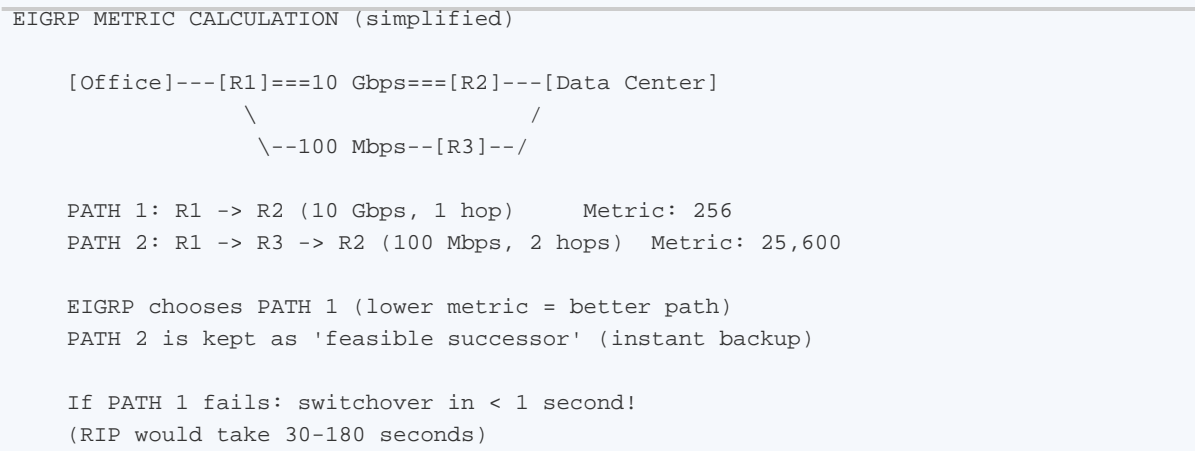 EIGRP METRIC CALCULATION (simplified)
[Office]---[R1]===10 Gbps===[R2]---[Data Center]
\ /
\--100 Mbps--[R3]--/
PATH 1: R1 -> R2 (10 Gbps, 1 hop) Metric: 256
PATH 2: R1 -> R3 -> R2 (100 Mbps, 2 hops) Metric: 25,600
EIGRP chooses PATH 1 (lower metric = better path)
PATH 2 is kept as 'feasible successor' (instant backup)
If PATH 1 fails: switchover in < 1 second!
(RIP would take 30-180 seconds)